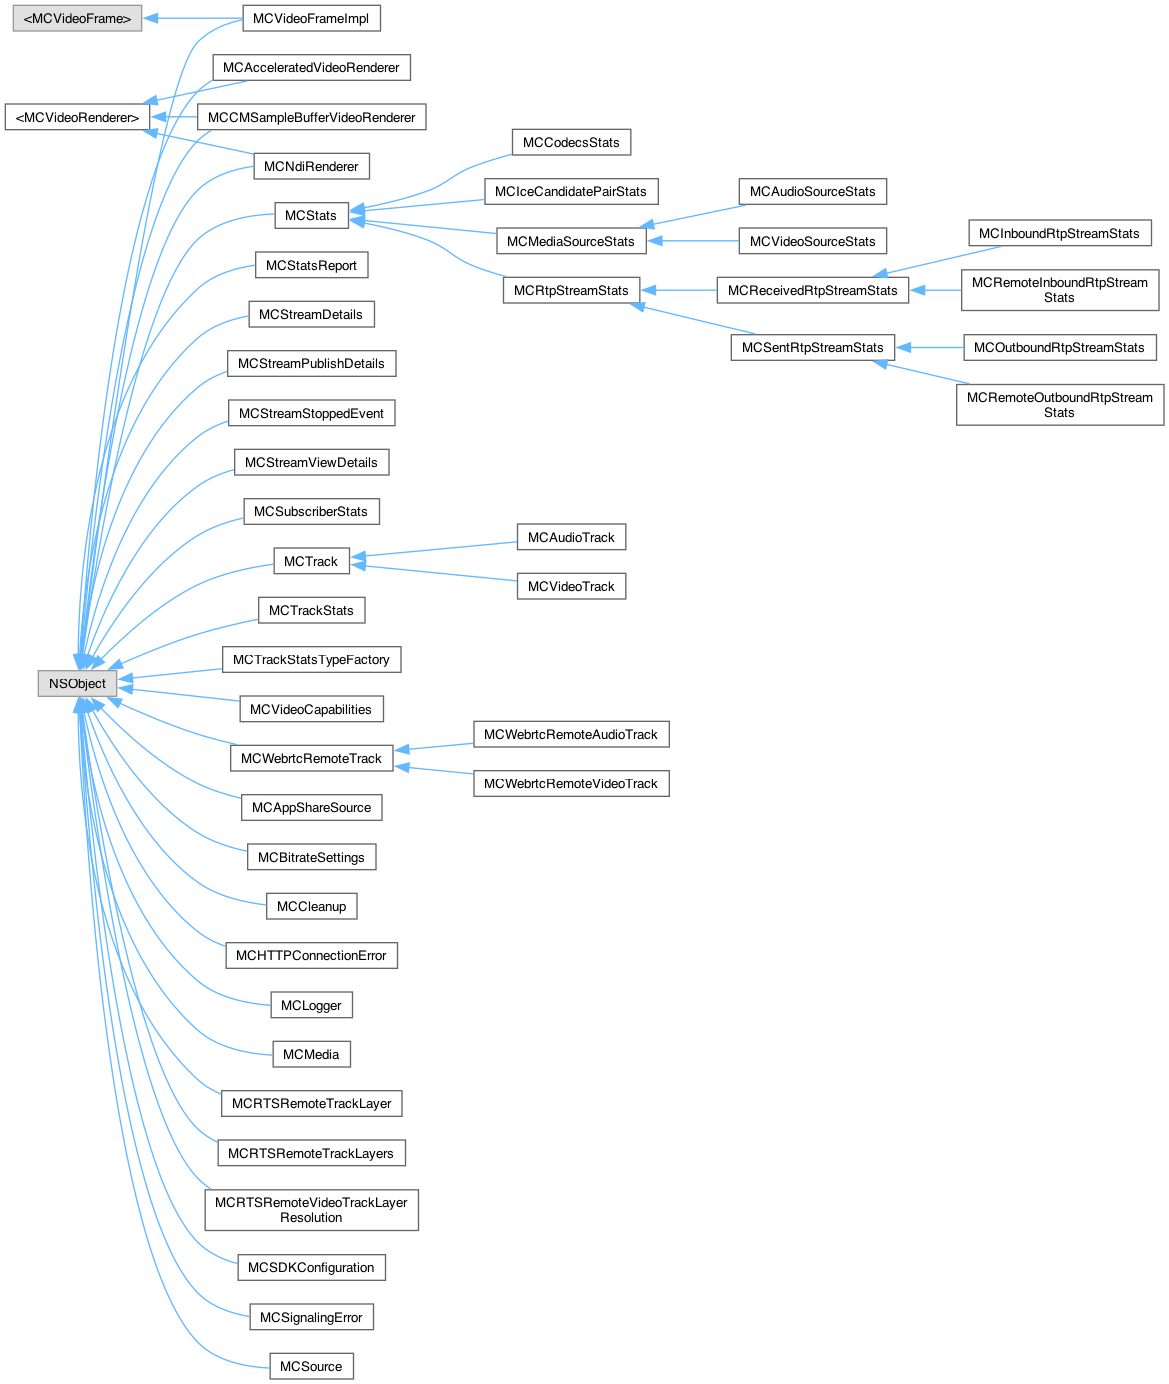 <MCVideoFrame>
MCVideoFrameImpl
MCAcceleratedVideoRenderer
<MCVideoRenderer>
MCCMSampleBufferVideoRenderer
MCNdiRenderer
MCStats
MCCodecsStats
MCIceCandidatePairStats
MCMediaSourceStats
MCAudioSourceStats
MCVideoSourceStats
MCRtpStreamStats
MCReceivedRtpStreamStats
MCInboundRtpStreamStats
MCRemoteInboundRtpStream
Stats
MCSentRtpStreamStats
MCOutboundRtpStreamStats
MCRemoteOutboundRtpStream
Stats
MCStatsReport
MCStreamDetails
MCStreamPublishDetails
MCStreamStoppedEvent
MCStreamViewDetails
MCSubscriberStats
MCTrack
MCAudioTrack
MCVideoTrack
MCTrackStats
MCTrackStatsTypeFactory
NSObject
MCVideoCapabilities
MCWebrtcRemoteTrack
MCWebrtcRemoteAudioTrack
MCWebrtcRemoteVideoTrack
MCAppShareSource
MCBitrateSettings
MCCleanup
MCHTTPConnectionError
MCLogger
MCMedia
MCRTSRemoteTrackLayer
MCRTSRemoteTrackLayers
MCRTSRemoteVideoTrackLayer
Resolution
MCSDKConfiguration
MCSignalingError
MCSource